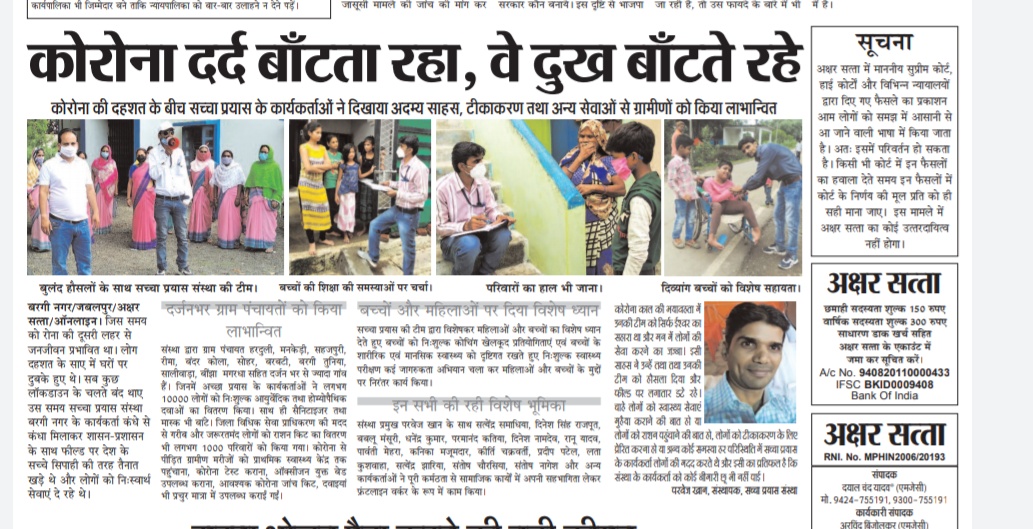 कार्यपालिका भी जिम्मेदार बने ताकि न्यायपालिका को बार-बार उलाहने न देने पड़ें।
जासूसी मामले की जांच की मांग कर
सरकार कौन बनाये। इस दृष्टि से भाजपा
जा रही है, तो उस फायदे के बारे में भी
में है।
कोरोना दर्द बाँटता रहा, वे दुख बाँटते रहे
कोरोना की दहशत के बीच सच्चा प्रयास के कार्यकर्ताओं ने दिखाया अदम्य साहस, टीकाकरण तथा अन्य सेवाओं से ग्रामीणों को किया लाभान्वित
बुलंद हौसलों के साथ सच्चा प्रयास संस्था की टीम।
बच्चों की शिक्षा की समस्याओं पर चर्चा।
परिवारों का हाल भी जाना।
दिव्यांग बच्चों को विशेष सहायता।
बरगी नगर/जबलपुर/अक्षर
सत्ता/ऑनलाइन। जिस समय
को रोना की दूसरी लहर से
जनजीवन प्रभावित था। लोग
दहशत के साए में घरों पर
दुबके हुए थे। सब कुछ
लॉकडाउन के चलते बंद थाए
उस समय सच्चा प्रयास संस्था
बरगी नगर के कार्यकर्ता कंधे से
कंधा मिलाकर शासन-प्रशासन
के साथ फील्ड पर देश के
सच्चे सिपाही की तरह तैनात
खड़े थे और लोगों को निःस्वार्थ
सेवाएं दे रहे थे।
दर्जनभर ग्राम पंचायतों को किया
लाभान्वित
संस्था द्वारा ग्राम पंचायत हरदुली, मनकेड़ी, सहजपुरी,
रीमा, बंदर कोला, सोहर, बरबटी, बरगी तुनिया,
सालीवाड़ा, बाँझा मगरधा सहित दर्जन भर से ज्यादा गांव
हैं। जिनमें अच्छा प्रयास के कार्यकर्ताओं ने लगभग
10000 लोगों को निःशुल्क आयुर्वेदिक तथा होम्योपैथिक
दवाओं का वितरण किया। साथ ही सैनिटाइजर तथा
मास्क भी बांटे। जिला विधिक सेवा प्राधिकरण की मदद
से गरीब और जरूरतमंद लोगों को राशन किट का वितरण
भी लगभग 1000 परिवारों को किया गया। कोरोना से
पीड़ित ग्रामीण मरीजों को प्राथमिक स्वास्थ्य केंद्र तक
पहुंचाना, कोरोना टेस्ट कराना, ऑक्सीजन युक्त बेड
उपलब्ध कराना, आवश्यक कोरोना जांच किट, दवाइयां
भी प्रचुर मात्रा में उपलब्ध कराई गई।
बच्चों और महिलाओं पर दिया विशेष ध्यान
सच्चा प्रयास की टीम द्वारा विशेषकर महिलाओं और बच्चों का विशेष ध्यान
देते हुए बच्चों को निःशुल्क कोचिंग खेलकूद प्रतियोगिताएं एवं बच्चों के
शारीरिक एवं मानसिक स्वास्थ्य को दृष्टिगत रखते हुए निःशुल्क स्वास्थ्य
परीक्षण कई जागरूकता अभियान चला कर महिलाओं और बच्चों के मुद्दों
पर निरंतर कार्य किया।
इन सभी की रही विशेष भूमिका
संस्था प्रमुख परवेज खान के साथ सत्येंद्र समाधिया, दिनेश सिंह राजपूत,
बबलू मंसूरी, धनेंद्र कुमार, परमानंद कतिया, दिनेश नामदेव, रानू यादव,
पार्वती मेहरा, कनिका मजूमदार, कीर्ति चक्रवर्ती, प्रदीप पटेल, लता
कुशवाहा, सत्येंद्र झारिया, संतोष चौरसिया, संतोष नागेश और अन्य
कार्यकर्ताओं ने पूरी कर्मठता से सामाजिक कार्यों में अपनी सहभागिता लेकर
फ्रंटलाइन वर्कर के रूप में काम किया।
कोरोना काल की भयावहता में
उनकी टीम को सिर्फ ईश्वर का
सहारा था और मन में लोगों की
सेवा करने का जज्बा। इसी
साहस ने उन्हें तथा तथा उनकी
टीम को हौसला दिया और
फील्ड पर लगातार डटे रहे।
चाहे लोगों को स्वास्थ्य सेवाएं
मुहैया कराने की बात हो या
लोगों को राशन पहुंचाने की बात हो, लोगों को टीकाकरण के लिए
प्रेरित करना हो या अन्य कोई समस्या हर परिस्थिति में सच्चा प्रयास
के कार्यकर्ता लोगों की मदद करते थे और इसी का प्रतिफल है कि
संस्था के कार्यकर्ता को कोई बीमारी छू भी नहीं पाई।
परवेज खान, संस्थापक, सच्चा प्रयास संस्था
सूचना
अक्षर सत्ता में माननीय सुप्रीम कोर्ट,
हाई कोर्टों और विभिन्न न्यायालयों
द्वारा दिए गए फैसले का प्रकाशन
आम लोगों को समझ में आसानी से
आ जाने वाली भाषा में किया जाता
है। अतः इसमें परिवर्तन हो सकता
है। किसी भी कोर्ट में इन फैसलों
का हवाला देते समय इन फैसलों में
कोर्ट के निर्णय की मूल प्रति को ही
सही माना जाए। इस मामले में
अक्षर सत्ता का कोई उत्तरदायित्व
नहीं होगा।
अक्षर सत्ता
छमाही सदस्यता शुल्क 150 रुपए
वार्षिक सदस्यता शुल्क 300 रुपए
साधारण डाक खर्च सहित
अक्षर सत्ता के एकाउंट में
जमा कर सूचित करें।
A/c No. 940820110000433
IFSC BKID0009408
Bank Of India
अक्षर सत्ता
RNI. No. MPHIN2006/20193
संपादक
दयाल चंद यादव* (एमजेसी)
मो. 9424-755191, 9300-755191
कार्यकारी संपादक
अरविंद बिजोलकर (एमजेसी)